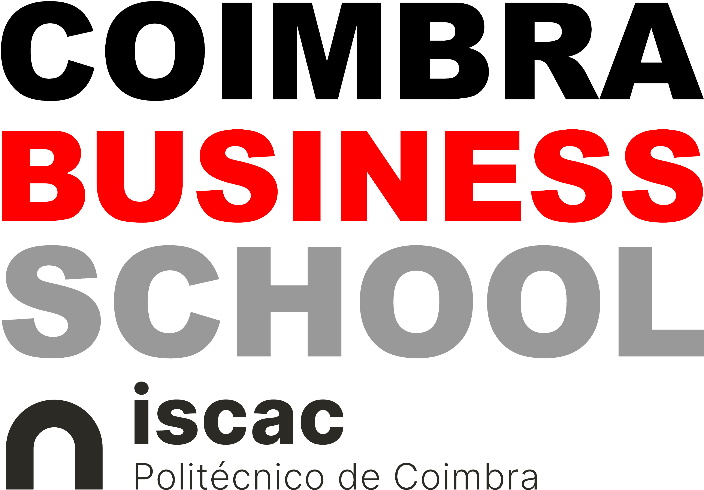 COIMBRA
BUSINESS
SCHOOL
iscac
Politécnico de Coimbra